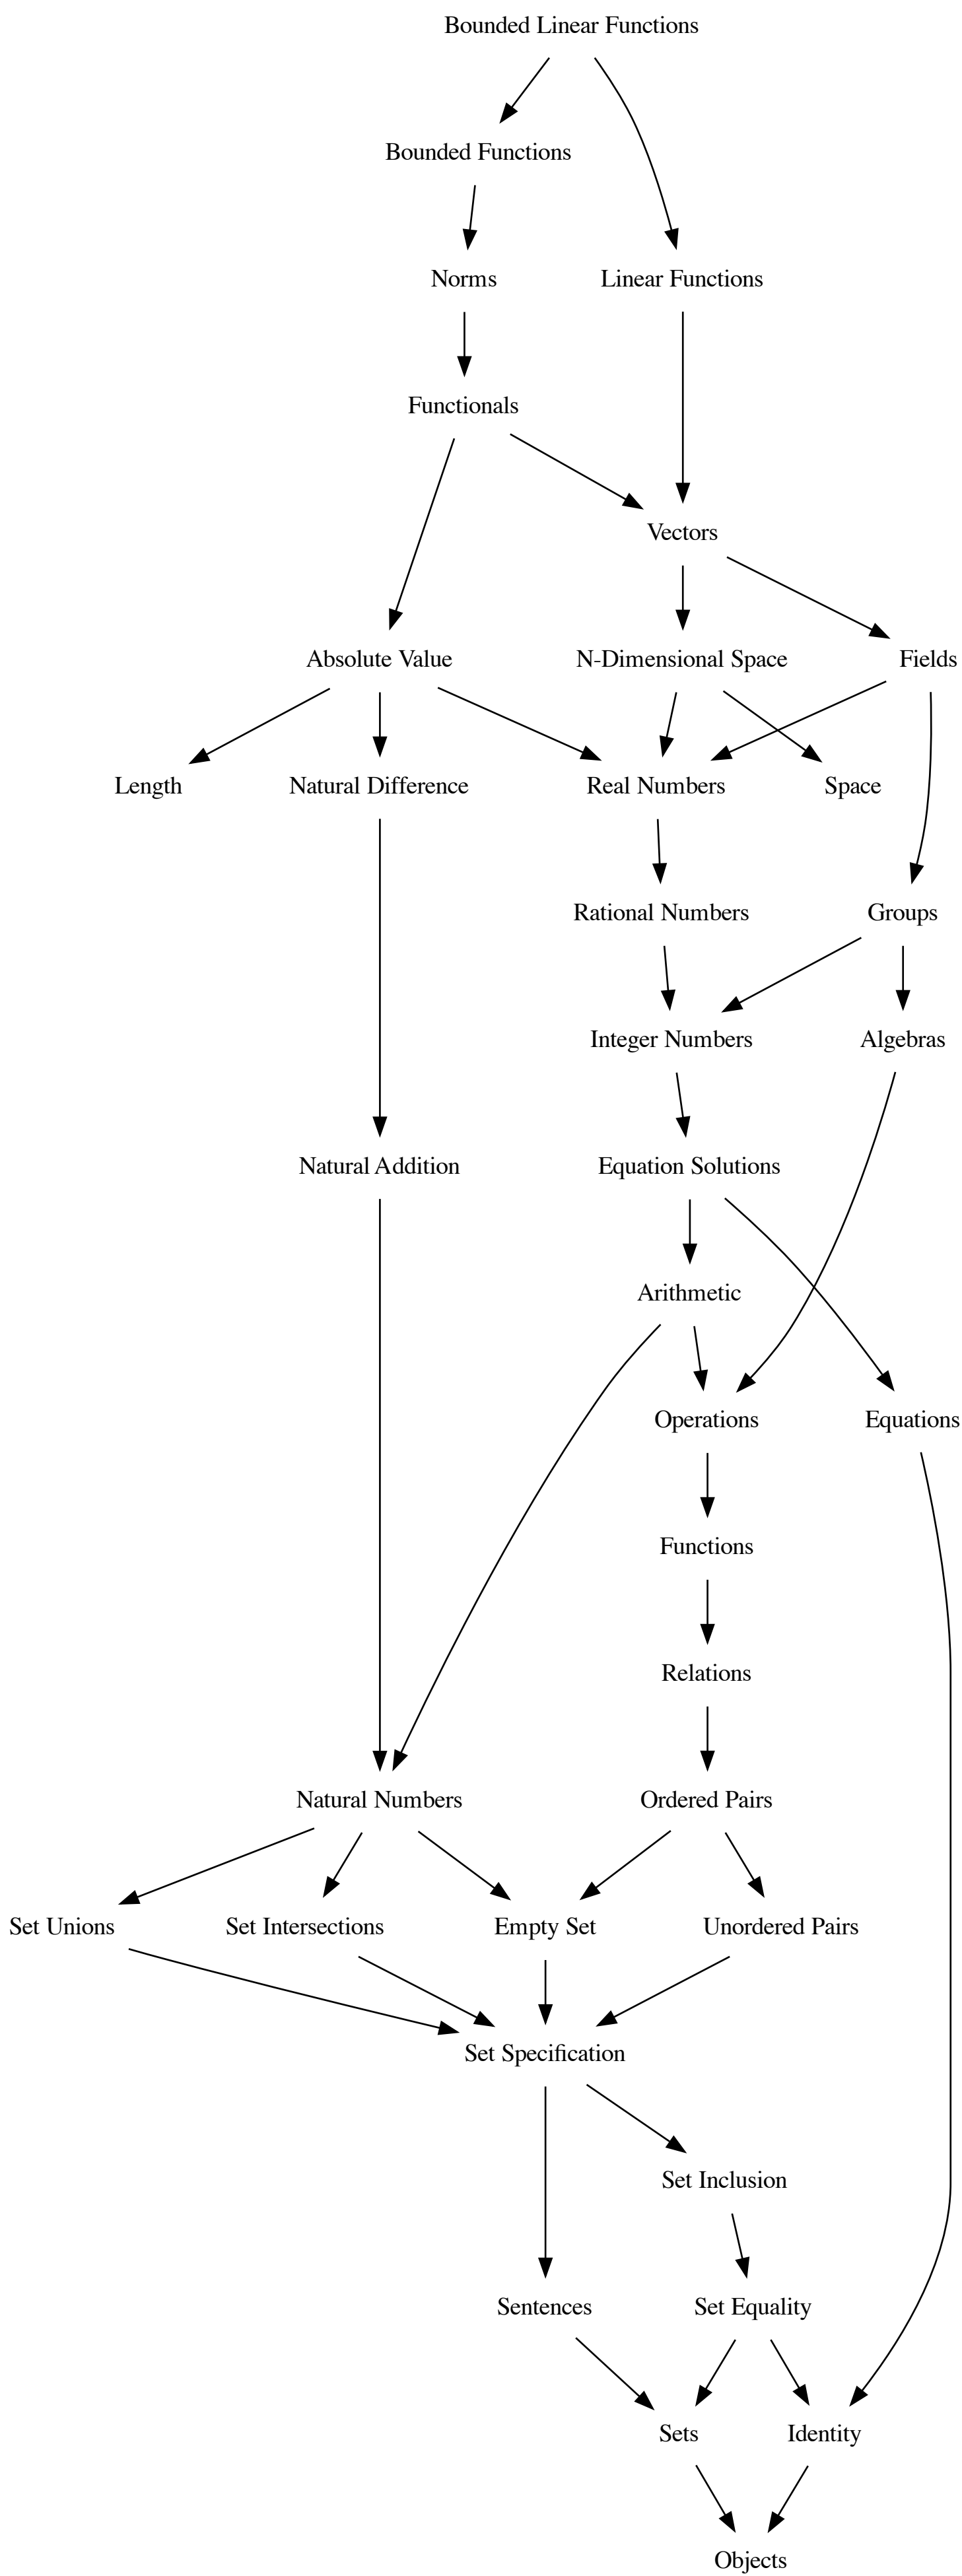 Bounded Linear Functions
Bounded Functions
Norms
Linear Functions
Functionals
Vectors
Absolute Value
N-Dimensional Space
Fields
Length
Natural Difference
Real Numbers
Space
Rational Numbers
Groups
Integer Numbers
Algebras
Natural Addition
Equation Solutions
Arithmetic
Operations
Equations
Functions
Relations
Natural Numbers
Ordered Pairs
Set Unions
Set Intersections
Empty Set
Unordered Pairs
Set Specification
Set Inclusion
Sentences
Set Equality
Sets
Identity
Objects